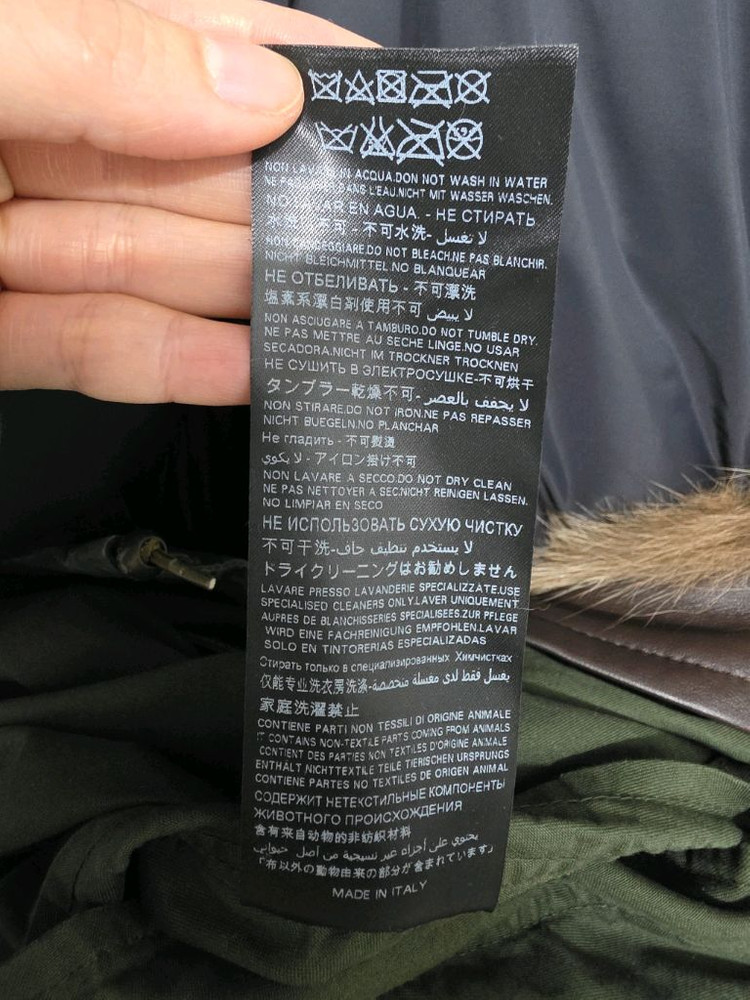 NON LAVARE IN ACQUA.DON NOT WASH IN WATER
NE PAS DANS L'EAU.NICHT MIT WASSER WASCHEN.
EN AGUA. - НЕ СТИРАТЬ
不可 - 不可水洗- لا تغسل
NON CANDEGGIARE.DO NOT BLEACH.NE PAS BLANCHIR.
NICHT BLEICHMITTEL.NO BLANQUEAR
НЕ ОТБЕЛИВАТЬ - 不可漂洗
塩素系漂白剤使用不可 لا يبيض
NON ASCIUGARE A TAMBURO.DO NOT TUMBLE DRY.
NE PAS METTRE AU SECHE LINGE.NO USAR
SECADORA.NICHT IM TROCKNER TROCKNEN
НЕ СУШИТЬ В ЭЛЕКТРОСУШКЕ-不可烘干
タンブラー乾燥不可- لا يجفف بالعصر
NON STIRARE.DO NOT IRON.NE PAS REPASSER
NICHT BUEGELN.NO PLANCHAR
Не гладить - 不可熨烫
لا يكوي - アイロン掛け不可
NON LAVARE A SECCO.DO NOT DRY CLEAN
NE PAS NETTOYER A SEC.NICHT REINIGEN LASSEN.
NO LIMPIAR EN SECO
НЕ ИСПОЛЬЗОВАТЬ СУХУЮ ЧИСТКУ
不可干洗- لا يستخدم تنظيف جاف
ドライクリーニングはお勧めしません
LAVARE PRESSO LAVANDERIE SPECIALIZZATE.USE
SPECIALISED CLEANERS ONLY.LAVER UNIQUEMENT
AUPRES DE BLANCHISSERIES SPECIALISEES.ZUR PFLEGE
WIRD EINE FACHREINIGUNG EMPFOHLEN.LAVAR
SOLO EN TINTORERIAS ESPECIALIZADAS
Стирать только в специализированных Химчистках
仅能专业洗衣房洗涤- يغسل فقط لدى مغسلة متخصصة
家庭洗濯禁止
CONTIENE PARTI NON TESSILI DI ORIGINE ANIMALE
IT CONTAINS NON-TEXTILE PARTS COMING FROM ANIMALS
CONTIENT DES PARTIES NON TEXTILES D'ORIGINE ANIMALE
ENTHÄLT NICHTTEXTILE TEILE TIERISCHEN URSPRUNGS
CONTIENE PARTES NO TEXTILES DE ORIGEN ANIMAL
СОДЕРЖИТ НЕТЕКСТИЛЬНЫЕ КОМПОНЕНТЫ
ЖИВОТНОГО ПРОИСХОЖДЕНИЯ
含有来自动物的非纺织材料
يحتوي على أجزاء غير نسيجية من أصل حيواني
「布以外の動物由来の部分が含まれています」
MADE IN ITALY